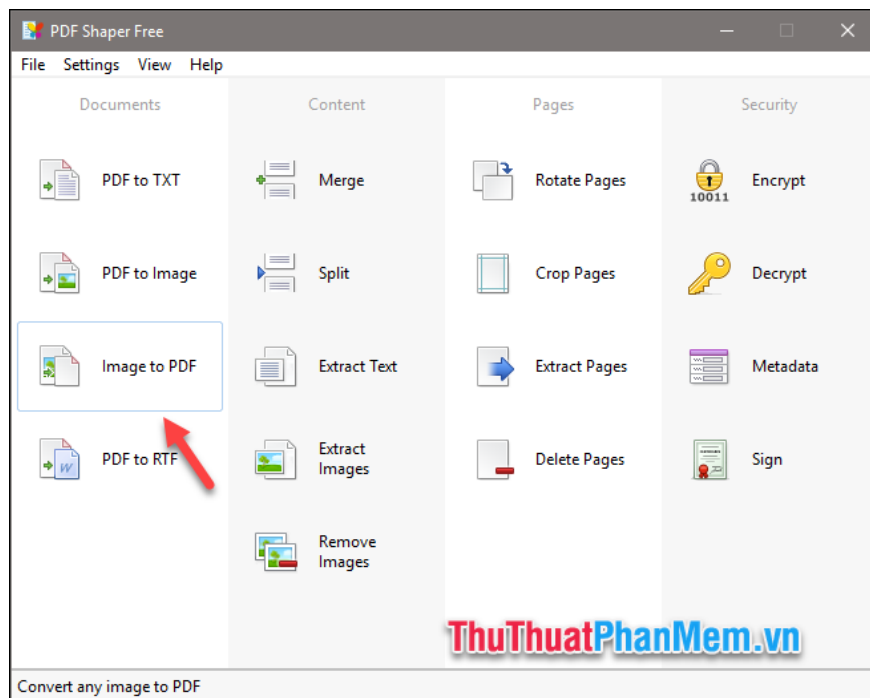 PDF Shaper Free
File Settings View Help
Documents
PDF to TXT
PDF to Image
Image to PDF
PDF to RTF
Content
Merge
Split
Extract Text
Extract
Images
Remove
Images
Pages
Rotate Pages
Crop Pages
Extract Pages
Delete Pages
Security
10011
Encrypt
Decrypt
Metadata
Sign
ThuThuatPhanMem.vn
Convert any image to PDF